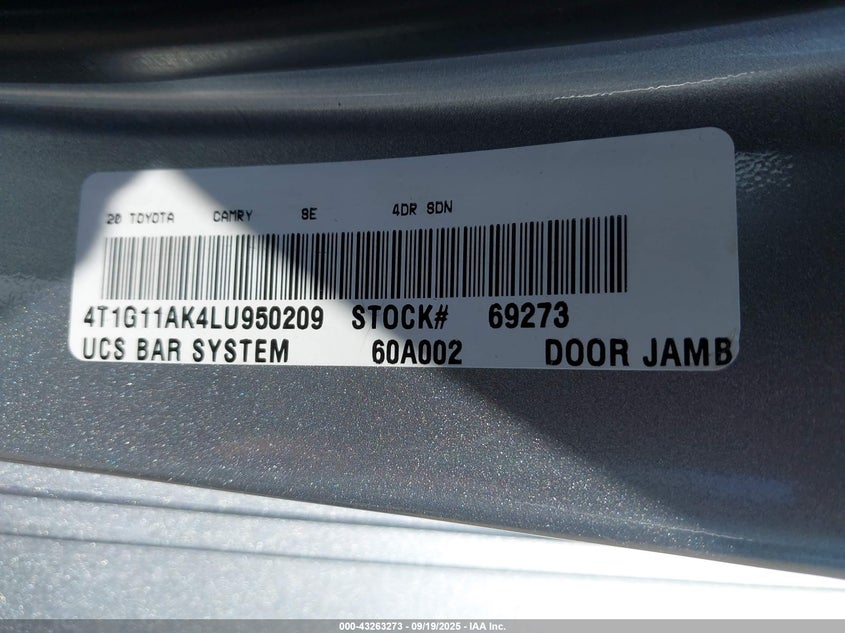 20 TOYOTA CAMRY SE 4DR SDN
4T1G11AK4LU950209 STOCK# 69273
UCS BAR SYSTEM 60A002 DOOR JAMB
000-43263273 - 09/19/2025 - IAA Inc.